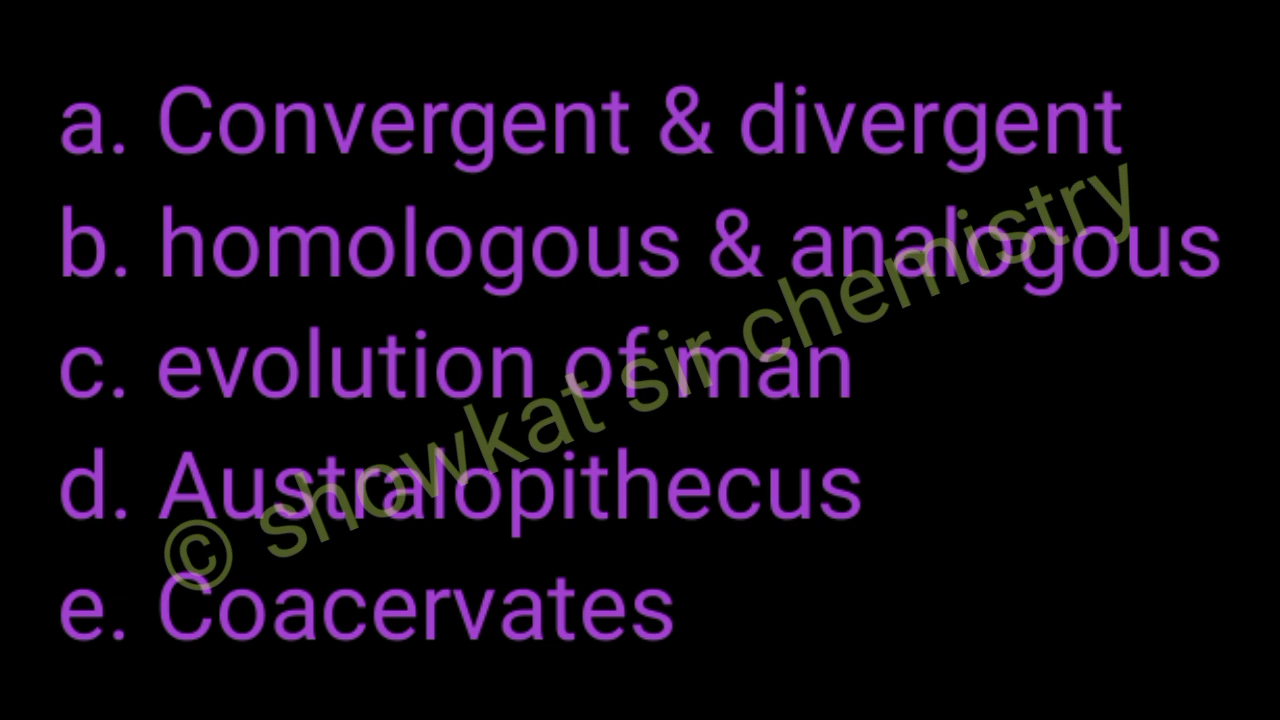 a. Convergent & divergent
b. homologous & analogous
c. evolution of man
d. Australopithecus
e. Coacervates
© showkat sir chemistry